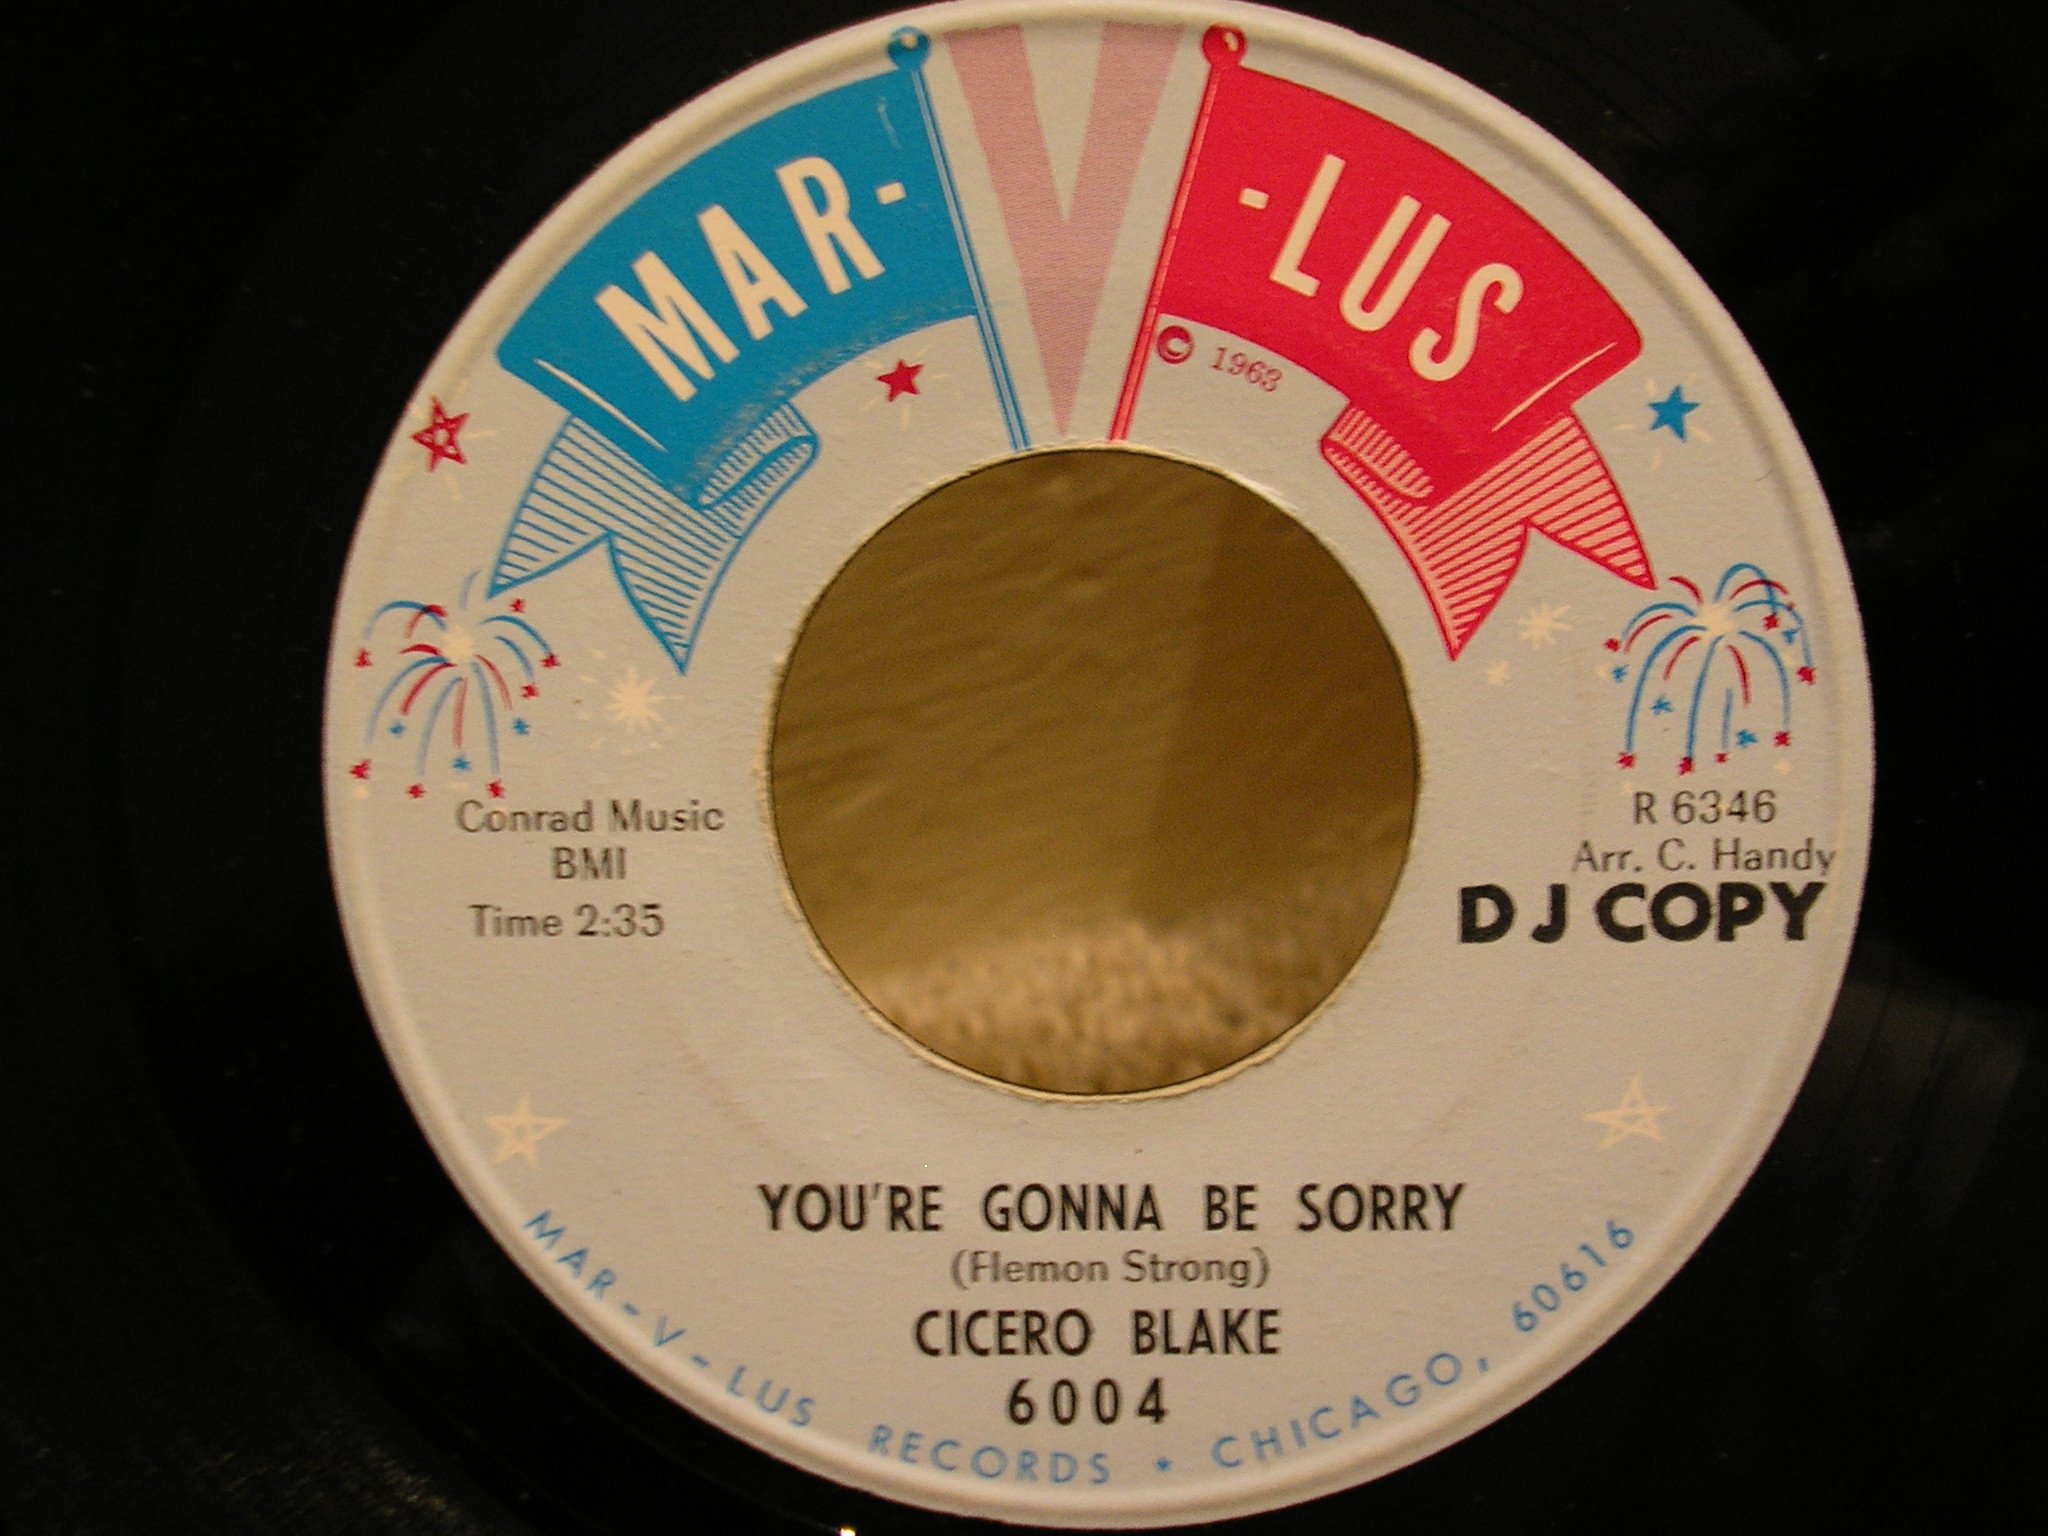 MAR-
V
-LUS
© 1963
Conrad Music
BMI
Time 2:35
R 6346
Arr. C. Handy
DJ COPY
YOU'RE GONNA BE SORRY
(Flemon Strong)
CICERO BLAKE
6004
MAR-V-LUS RECORDS * CHICAGO, 60616